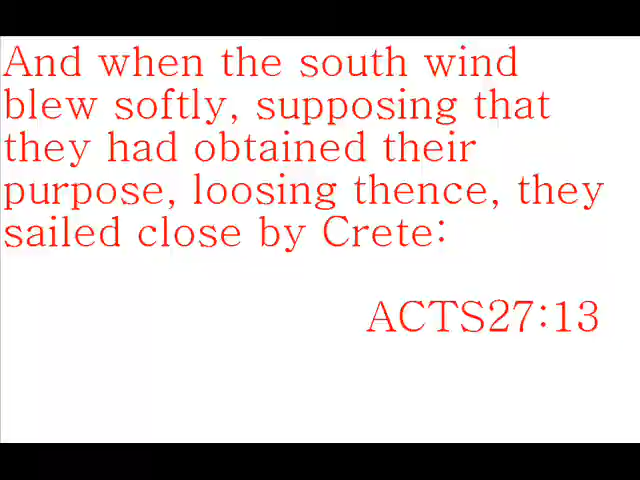 And when the south wind
blew softly, supposing that
they had obtained their
purpose, loosing thence, they
sailed close by Crete:
ACTS27:13